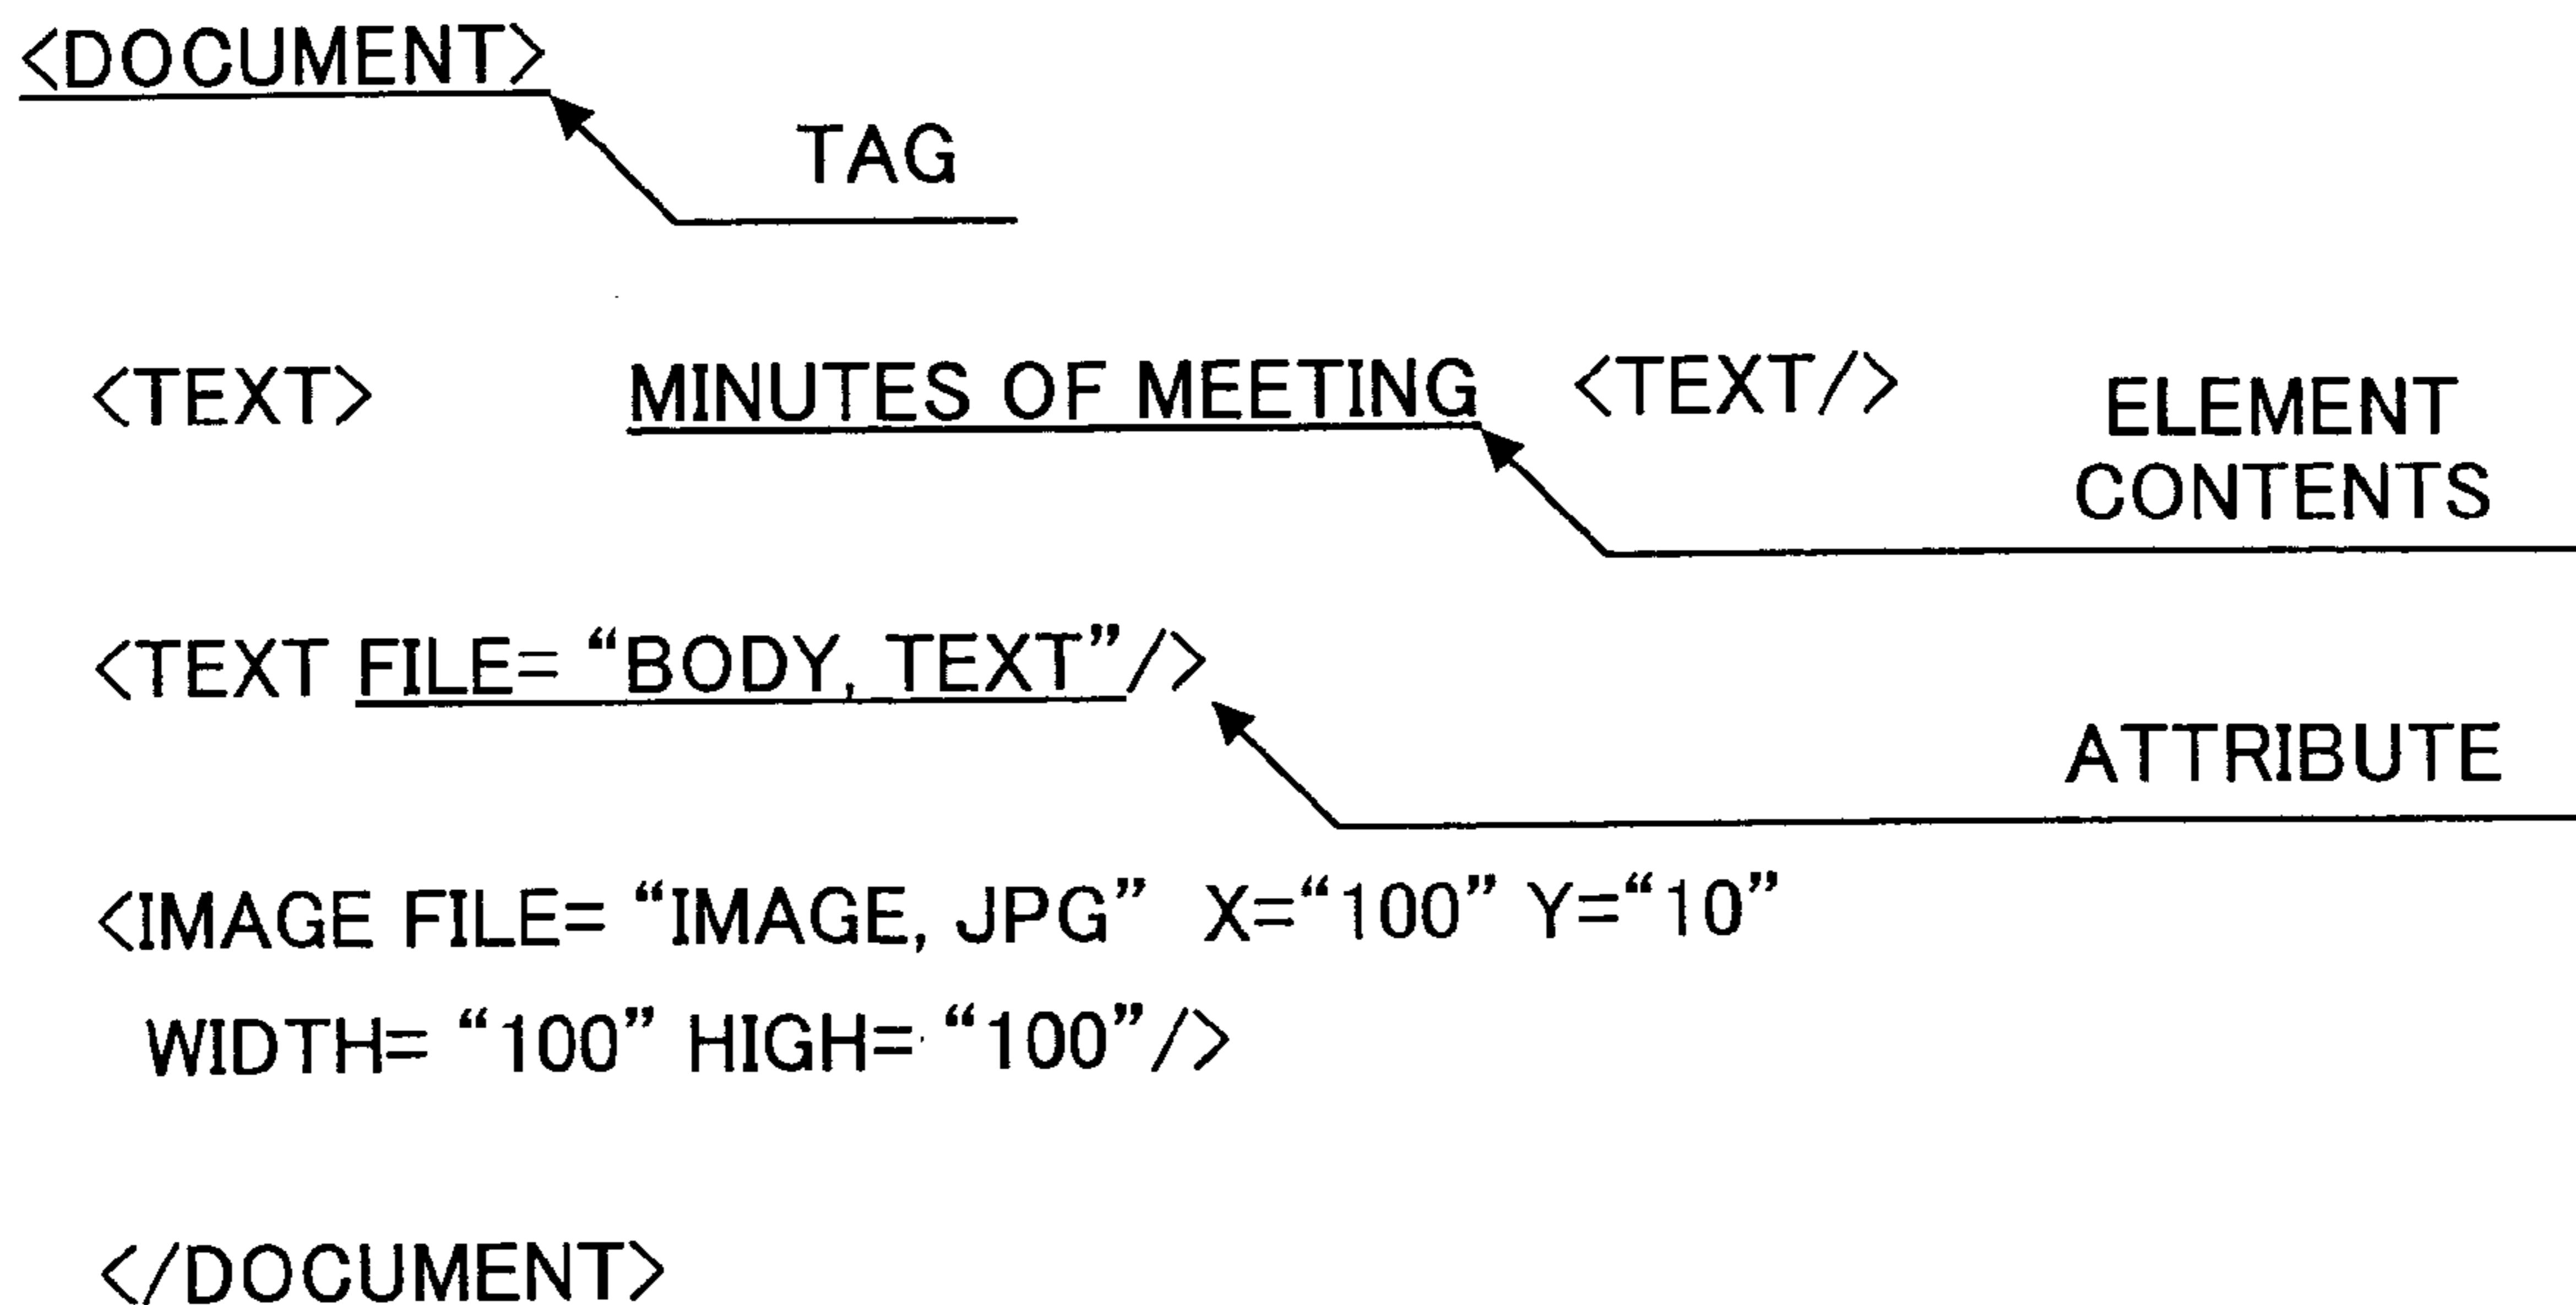 <DOCUMENT>
TAG
<TEXT> MINUTES OF MEETING <TEXT/>
ELEMENT
CONTENTS
<TEXT FILE= “BODY, TEXT”/>
ATTRIBUTE
<IMAGE FILE= “IMAGE, JPG” X=“100” Y=“10”
WIDTH= “100” HIGH= “100”/>
</DOCUMENT>